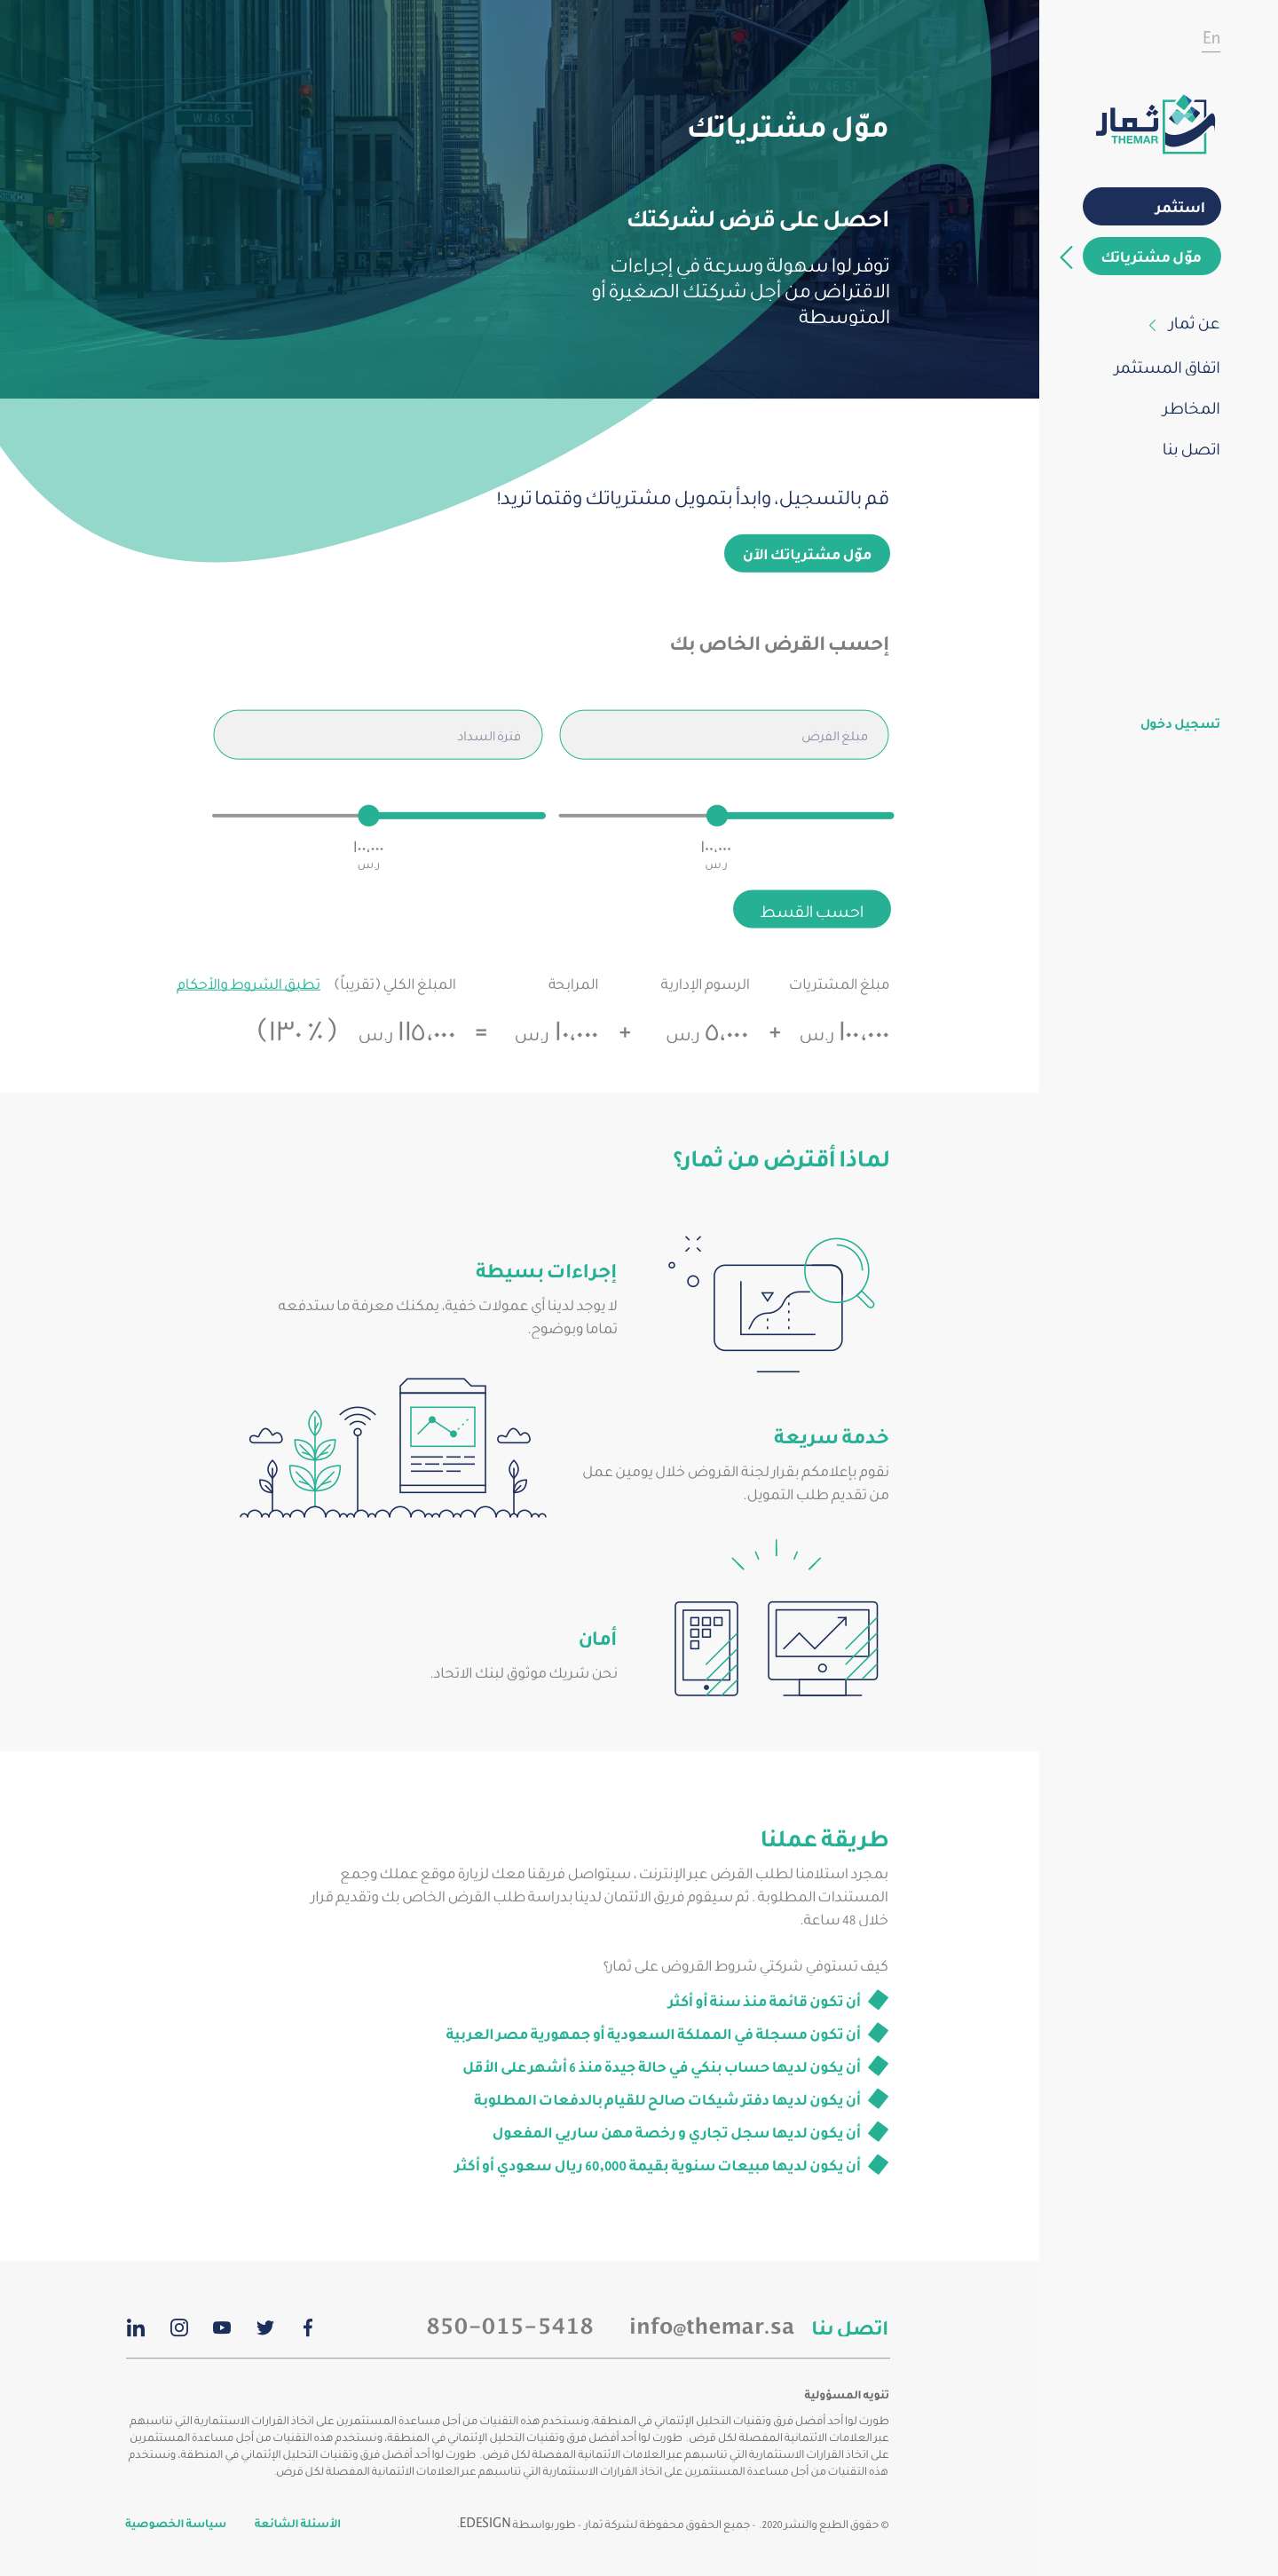 En
ثمار
THEMAR
استثمر
موّل مشترياتك
عن ثمار
اتفاق المستثمر
المخاطر
اتصل بنا
تسجيل دخول
W 46 St
W 46 St
موّل مشترياتك
احصل على قرض لشركتك
توفر لوا سهولة وسرعة في إجراءات
الاقتراض من أجل شركتك الصغيرة أو
المتوسطة
قم بالتسجيل، وابدأ بتمويل مشترياتك وقتما تريد!
موّل مشترياتك الآن
إحسب القرض الخاص بك
مبلغ القرض
فترة السداد
١٠٠,٠٠٠
ر.س
١٠٠,٠٠٠
ر.س
احسب القسط
مبلغ المشتريات
الرسوم الإدارية
المرابحة
المبلغ الكلي (تقريباً)
تطبق الشروط والأحكام
١٠٠,٠٠٠ ر.س + ٥,٠٠٠ ر.س + ١٠,٠٠٠ ر.س = ١١٥,٠٠٠ ر.س (٪ ١٣٠)
لماذا أقترض من ثمار؟
إجراءات بسيطة
لا يوجد لدينا أي عمولات خفية، يمكنك معرفة ما ستدفعه
تماما وبوضوح.
خدمة سريعة
نقوم بإعلامكم بقرار لجنة القروض خلال يومين عمل
من تقديم طلب التمويل.
أمان
نحن شريك موثوق لبنك الاتحاد.
طريقة عملنا
بمجرد استلامنا لطلب القرض عبر الإنترنت ، سيتواصل فريقنا معك لزيارة موقع عملك وجمع
المستندات المطلوبة . ثم سيقوم فريق الائتمان لدينا بدراسة طلب القرض الخاص بك وتقديم قرار
خلال 48 ساعة.
كيف تستوفي شركتي شروط القروض على ثمار؟
أن تكون قائمة منذ سنة أو أكثر
أن تكون مسجلة في المملكة السعودية أو جمهورية مصر العربية
أن يكون لديها حساب بنكي في حالة جيدة منذ 6 أشهر على الأقل
أن يكون لديها دفتر شيكات صالح للقيام بالدفعات المطلوبة
أن يكون لديها سجل تجاري و رخصة مهن ساريي المفعول
أن يكون لديها مبيعات سنوية بقيمة 60,000 ريال سعودي أو أكثر
اتصل بنا
info@themar.sa
850-015-5418
تنويه المسؤولية
طورت لوا أحد أفضل فرق وتقنيات التحليل الإئتماني في المنطقة، ونستخدم هذه التقنيات من أجل مساعدة المستثمرين على اتخاذ القرارات الاستثمارية التي تناسبهم
عبر العلامات الائتمانية المفصلة لكل قرض. طورت لوا أحد أفضل فرق وتقنيات التحليل الإئتماني في المنطقة، ونستخدم هذه التقنيات من أجل مساعدة المستثمرين
على اتخاذ القرارات الاستثمارية التي تناسبهم عبر العلامات الائتمانية المفصلة لكل قرض. طورت لوا أحد أفضل فرق وتقنيات التحليل الإئتماني في المنطقة، ونستخدم
هذه التقنيات من أجل مساعدة المستثمرين على اتخاذ القرارات الاستثمارية التي تناسبهم عبر العلامات الائتمانية المفصلة لكل قرض.
© حقوق الطبع والنشر 2020. - جميع الحقوق محفوظة لشركة ثمار - طور بواسطة EDESIGN.
الأسئلة الشائعة
سياسة الخصوصية